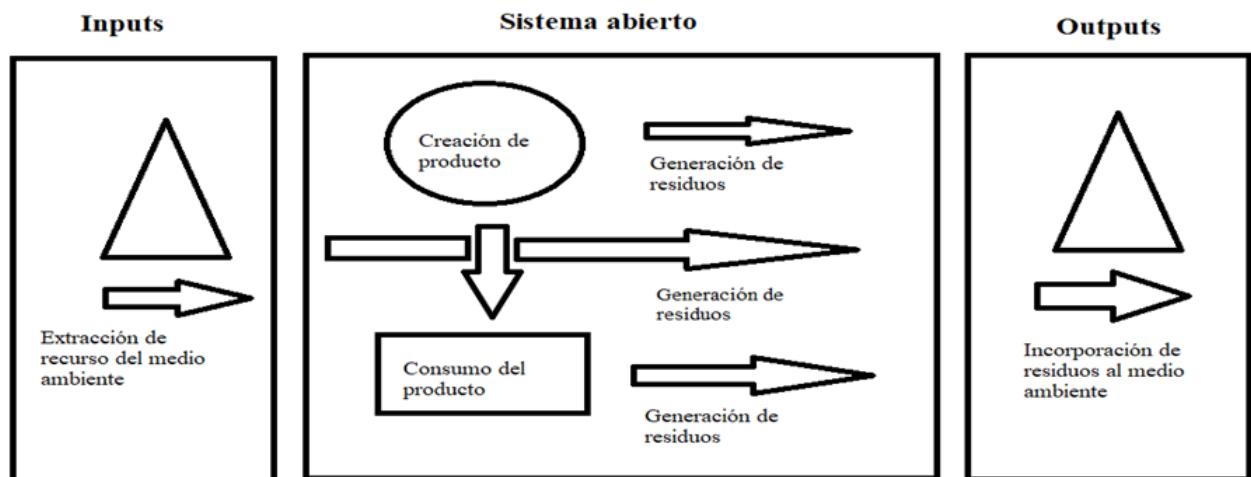 Inputs
Sistema abierto
Outputs
Extracción de
recurso del medio
ambiente
Creación de
producto
Generación de
residuos
Generación de
residuos
Consumo del
producto
Generación de
residuos
Incorporación de
residuos al medio
ambiente